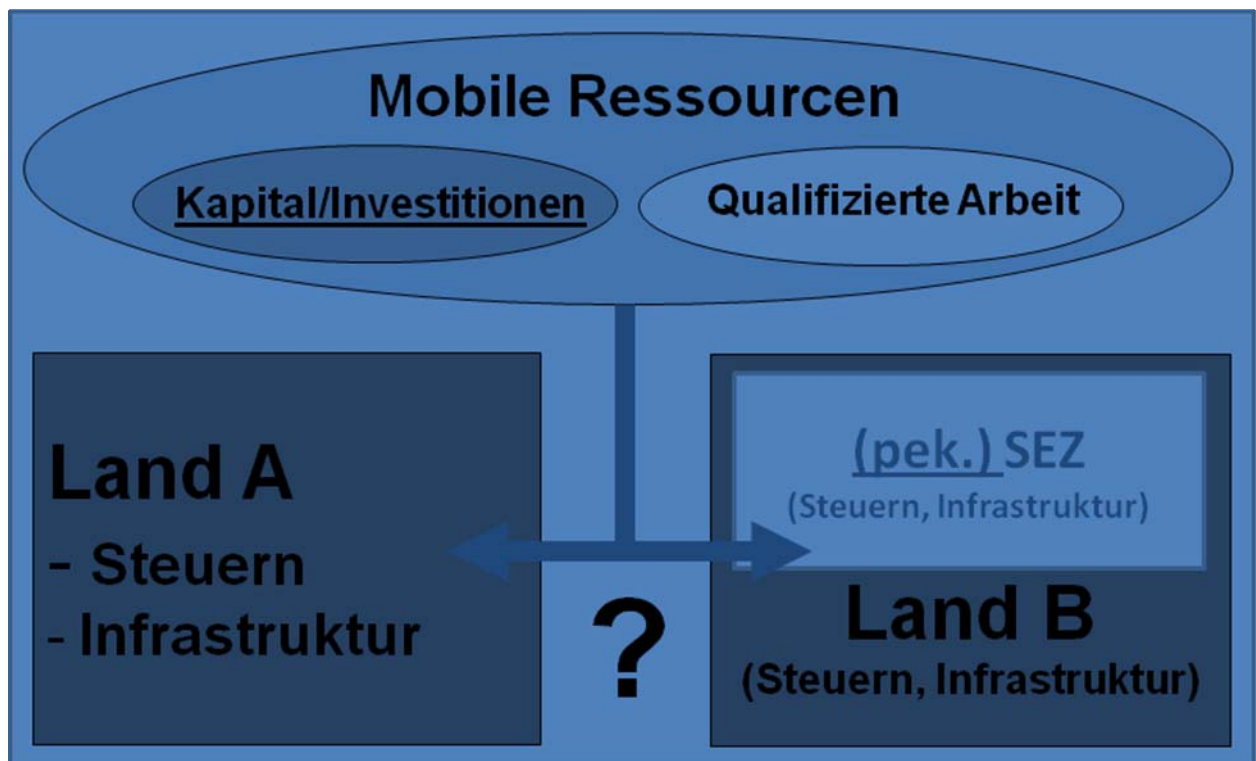 Mobile Ressourcen
Kapital/Investitionen
Qualifizierte Arbeit
Land A
- Steuern
- Infrastruktur
?
(pek.) SEZ
(Steuern, Infrastruktur)
Land B
(Steuern, Infrastruktur)